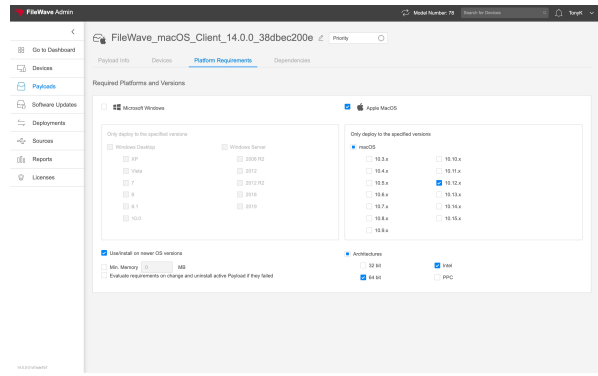 FileWave Admin
Model Number: 78
Search for Devices
TonyK
FileWave_macOS_Client_14.0.0_38dbec200e
Priority
Go to Dashboard
Devices
Payloads
Software Updates
Deployments
Sources
Reports
Licenses
Payload Info
Devices
Platform Requirements
Dependencies
Required Platforms and Versions
Microsoft Windows
Apple MacOS
Only deploy to the specified versions
Windows Desktop
Windows Server
XP
2008 R2
Vista
2012
7
2012 R2
8
2016
8.1
2019
10.0
Only deploy to the specified versions
macOS
10.3.x
10.10.x
10.4.x
10.11.x
10.5.x
10.12.x
10.6.x
10.13.x
10.7.x
10.14.x
10.8.x
10.15.x
10.9.x
Use/install on newer OS versions
Min. Memory 0 MB
Evaluate requirements on change and uninstall active Payload if they failed
Architectures
32 bit
Intel
64 bit
PPC